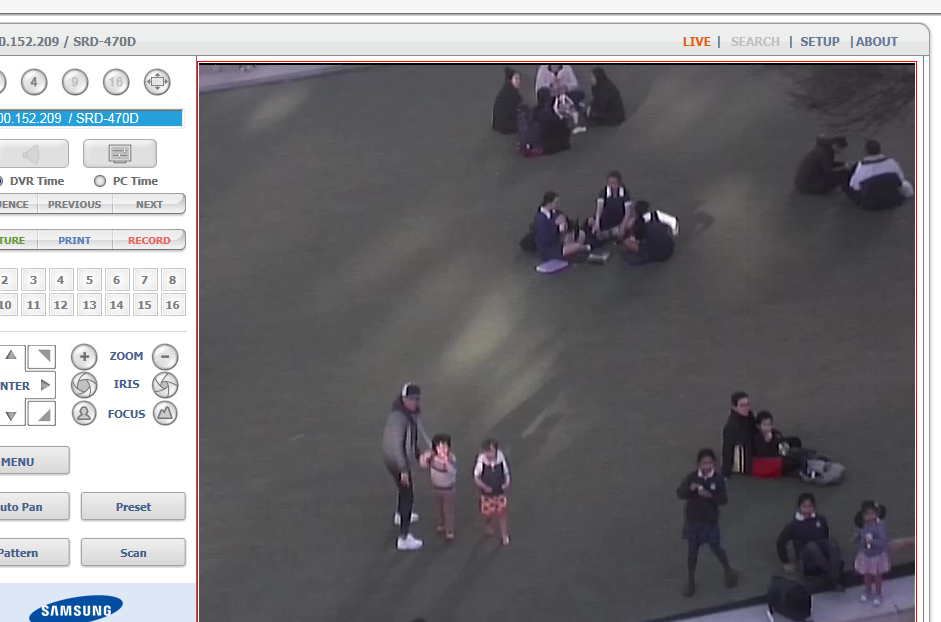 0.152.209 / SRD-470D
LIVE | SEARCH | SETUP | ABOUT
4 9 16
00.152.209 / SRD-470D
DVR Time PC Time
UENCE PREVIOUS NEXT
TURE PRINT RECORD
2 3 4 5 6 7 8
10 11 12 13 14 15 16
+ ZOOM −
NTER IRIS
FOCUS
MENU
uto Pan Preset
Pattern Scan
SAMSUNG